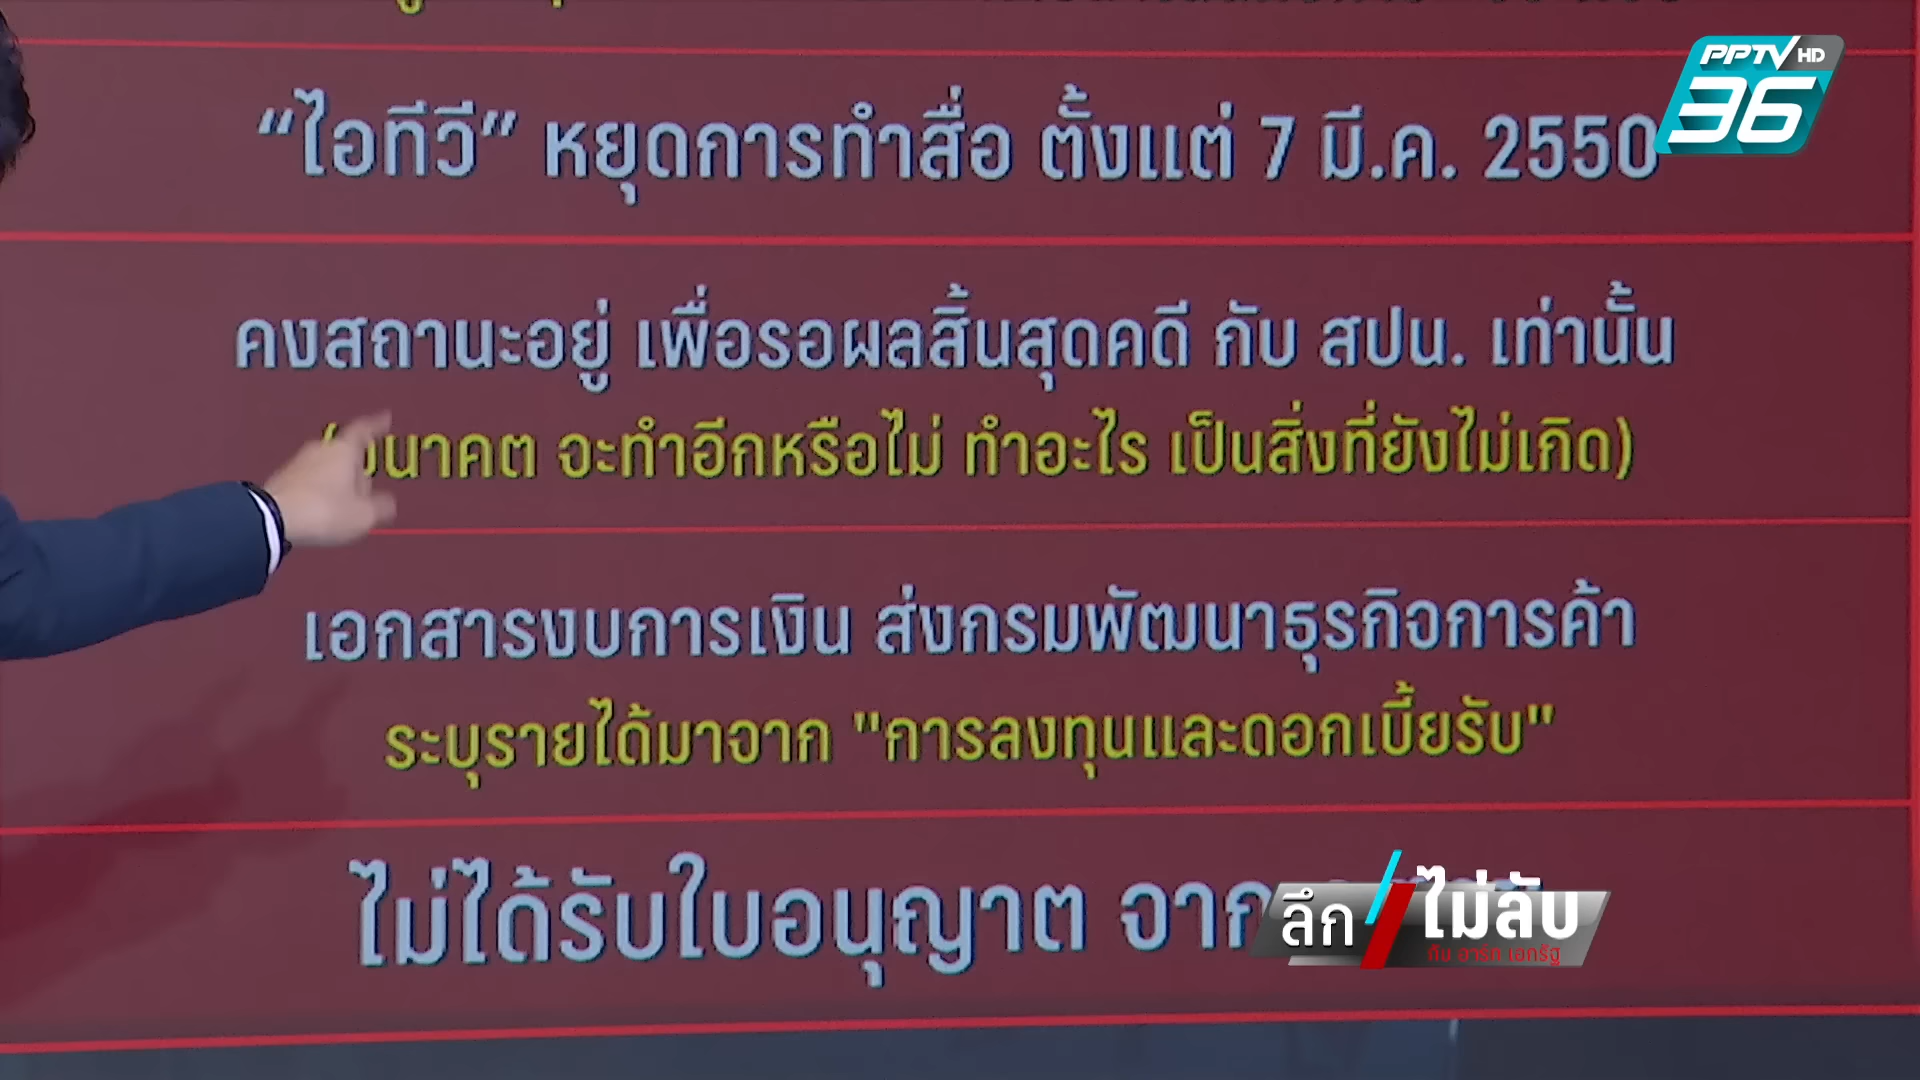 PPTV HD
36
“ไอทีวี” หยุดการทำสื่อ ตั้งแต่ 7 มี.ค. 2550
คงสถานะอยู่ เพื่อรอผลสิ้นสุดคดี กับ สปน. เท่านั้น
จะทำอีกหรือไม่ ทำอะไร เป็นสิ่งที่ยังไม่เกิด)
เอกสารงบการเงิน ส่งกรมพัฒนาธุรกิจการค้า
ระบุรายได้มาจาก "การลงทุนและดอกเบี้ยรับ"
ไม่ได้รับใบอนุญาต จาก
ลึก ไม่ลับ
กับ อาร์ต เอกรัฐ